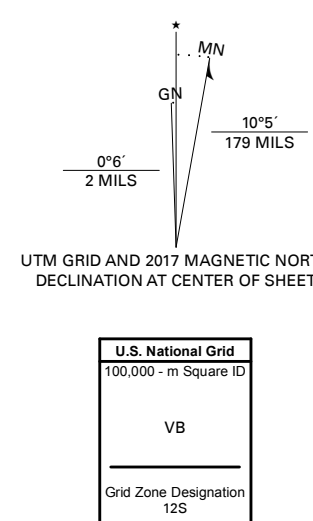 ★
MN
GN
10°5´
179 MILS
0°6´
2 MILS
UTM GRID AND 2017 MAGNETIC NORT
DECLINATION AT CENTER OF SHEET
U.S. National Grid
100,000 - m Square ID
VB
Grid Zone Designation
12S